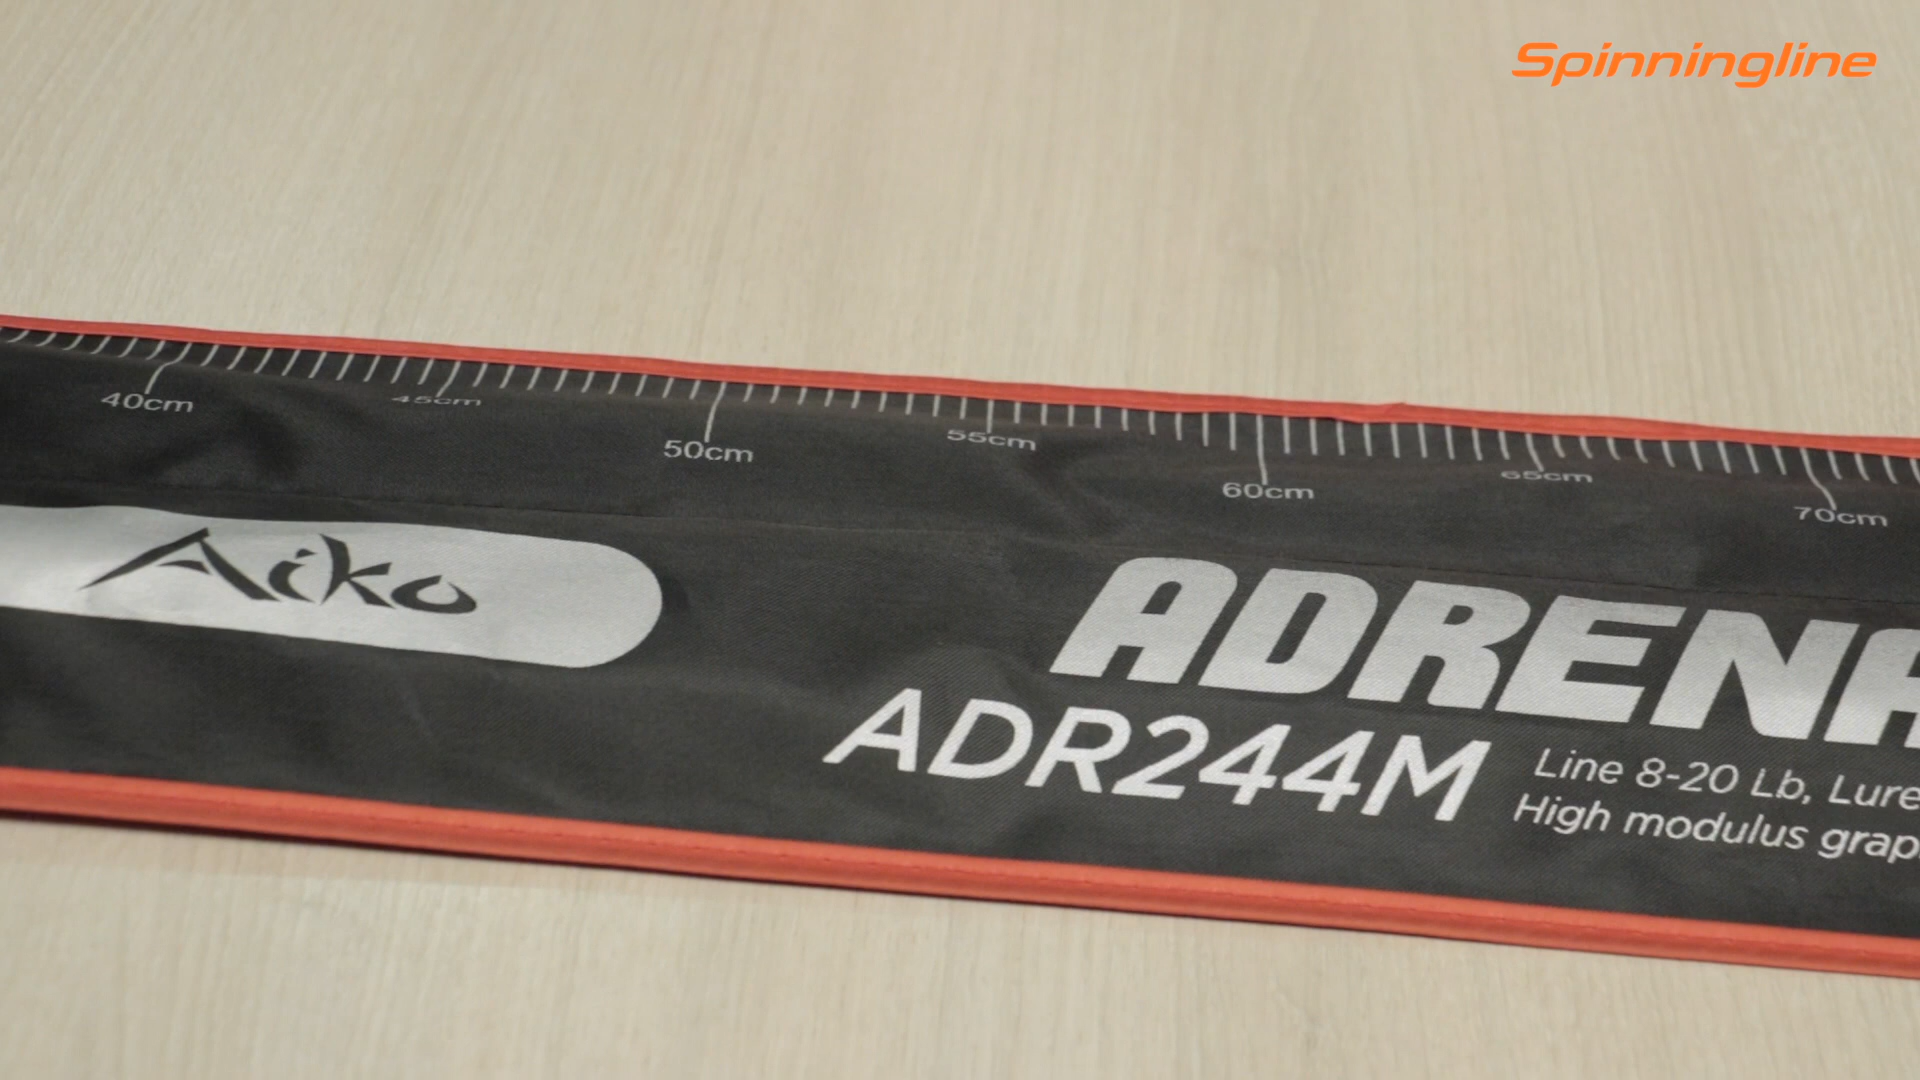 Spinningline
40cm 45cm 50cm 55cm 60cm 65cm 70cm
Aiko
ADRENA
ADR244M
Line 8-20 Lb, Lure
High modulus grap